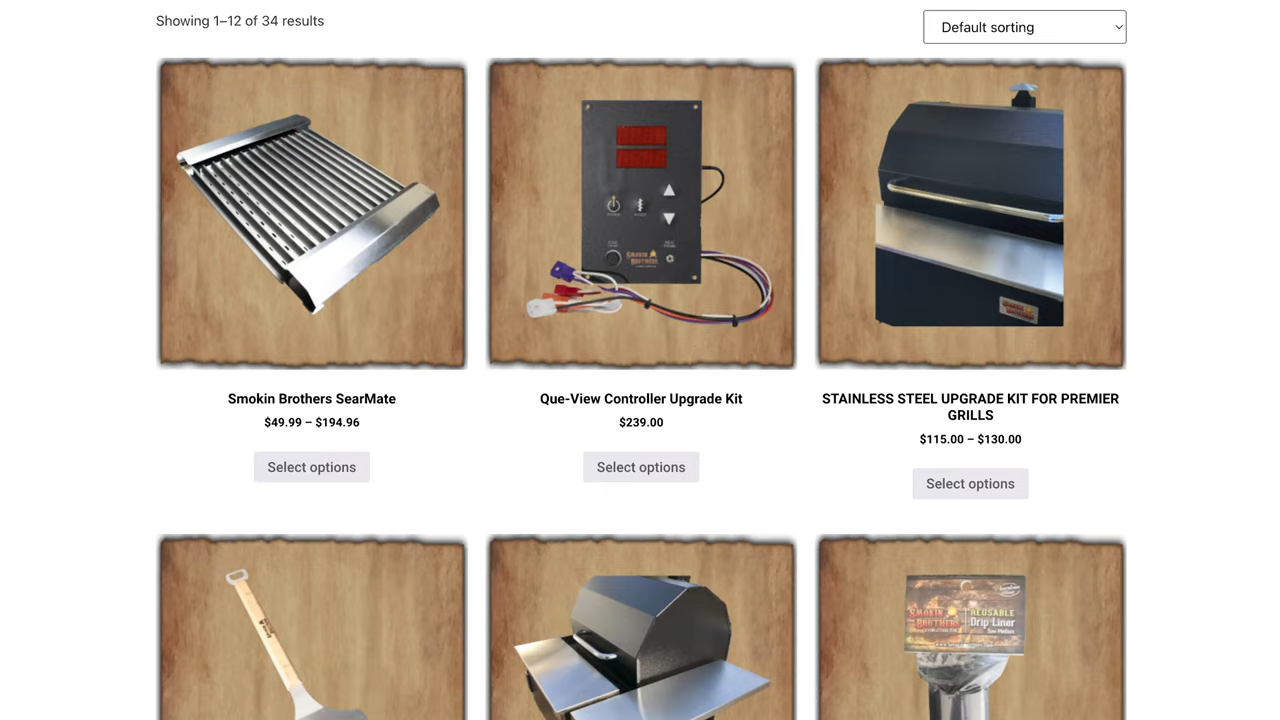 Showing 1–12 of 34 results
Default sorting
SMOKIN
BROTHERS
Smokin Brothers SearMate
$49.99 – $194.96
Select options
Que-View Controller Upgrade Kit
$239.00
Select options
STAINLESS STEEL UPGRADE KIT FOR PREMIER
GRILLS
$115.00 – $130.00
Select options
SMOKIN
BROTHERS
REUSABLE
Drip Liner